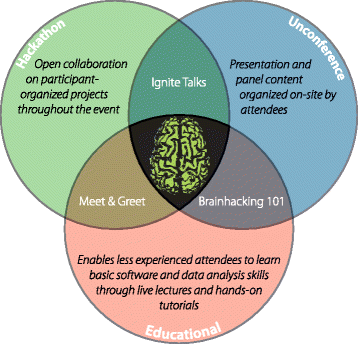 Hackathon
Unconference
Open collaboration
on participant-
organized projects
throughout the event
Ignite Talks
Presentation and
panel content
organized on-site by
attendees
Meet & Greet
Brainhacking 101
Enables less experienced attendees to learn
basic software and data analysis skills
through live lectures and hands-on
tutorials
Educational